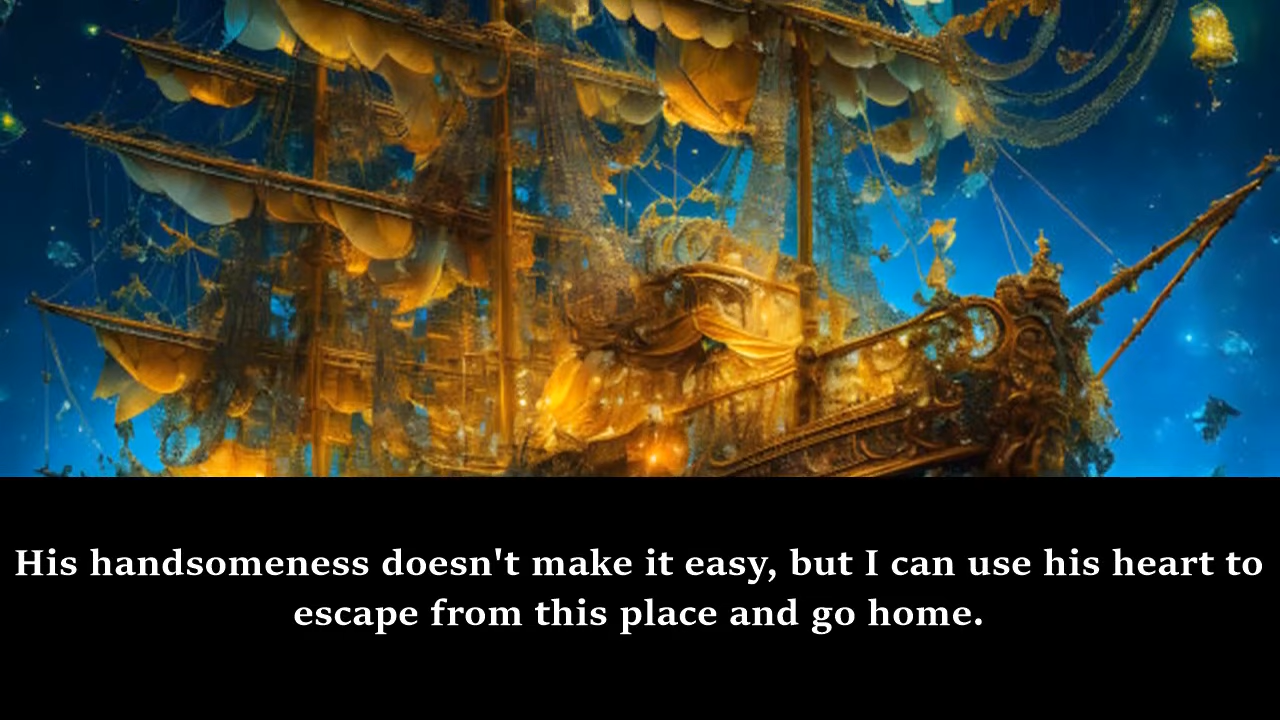 His handsomeness doesn't make it easy, but I can use his heart to
escape from this place and go home.